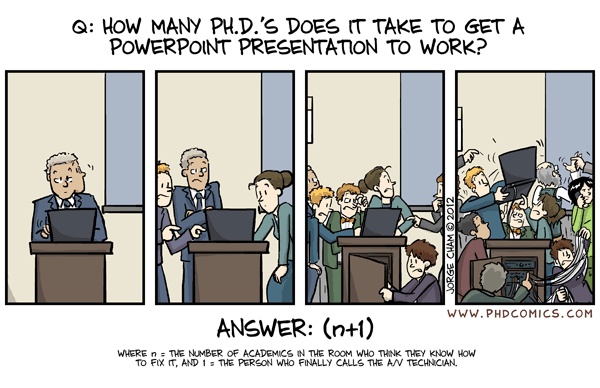 Q: HOW MANY PH.D.'S DOES IT TAKE TO GET A
POWERPOINT PRESENTATION TO WORK?
JORGE CHAM © 2012
WWW.PHDCOMICS.COM
ANSWER: (n+1)
WHERE n = THE NUMBER OF ACADEMICS IN THE ROOM WHO THINK THEY KNOW HOW
TO FIX IT, AND 1 = THE PERSON WHO FINALLY CALLS THE A/V TECHNICIAN.